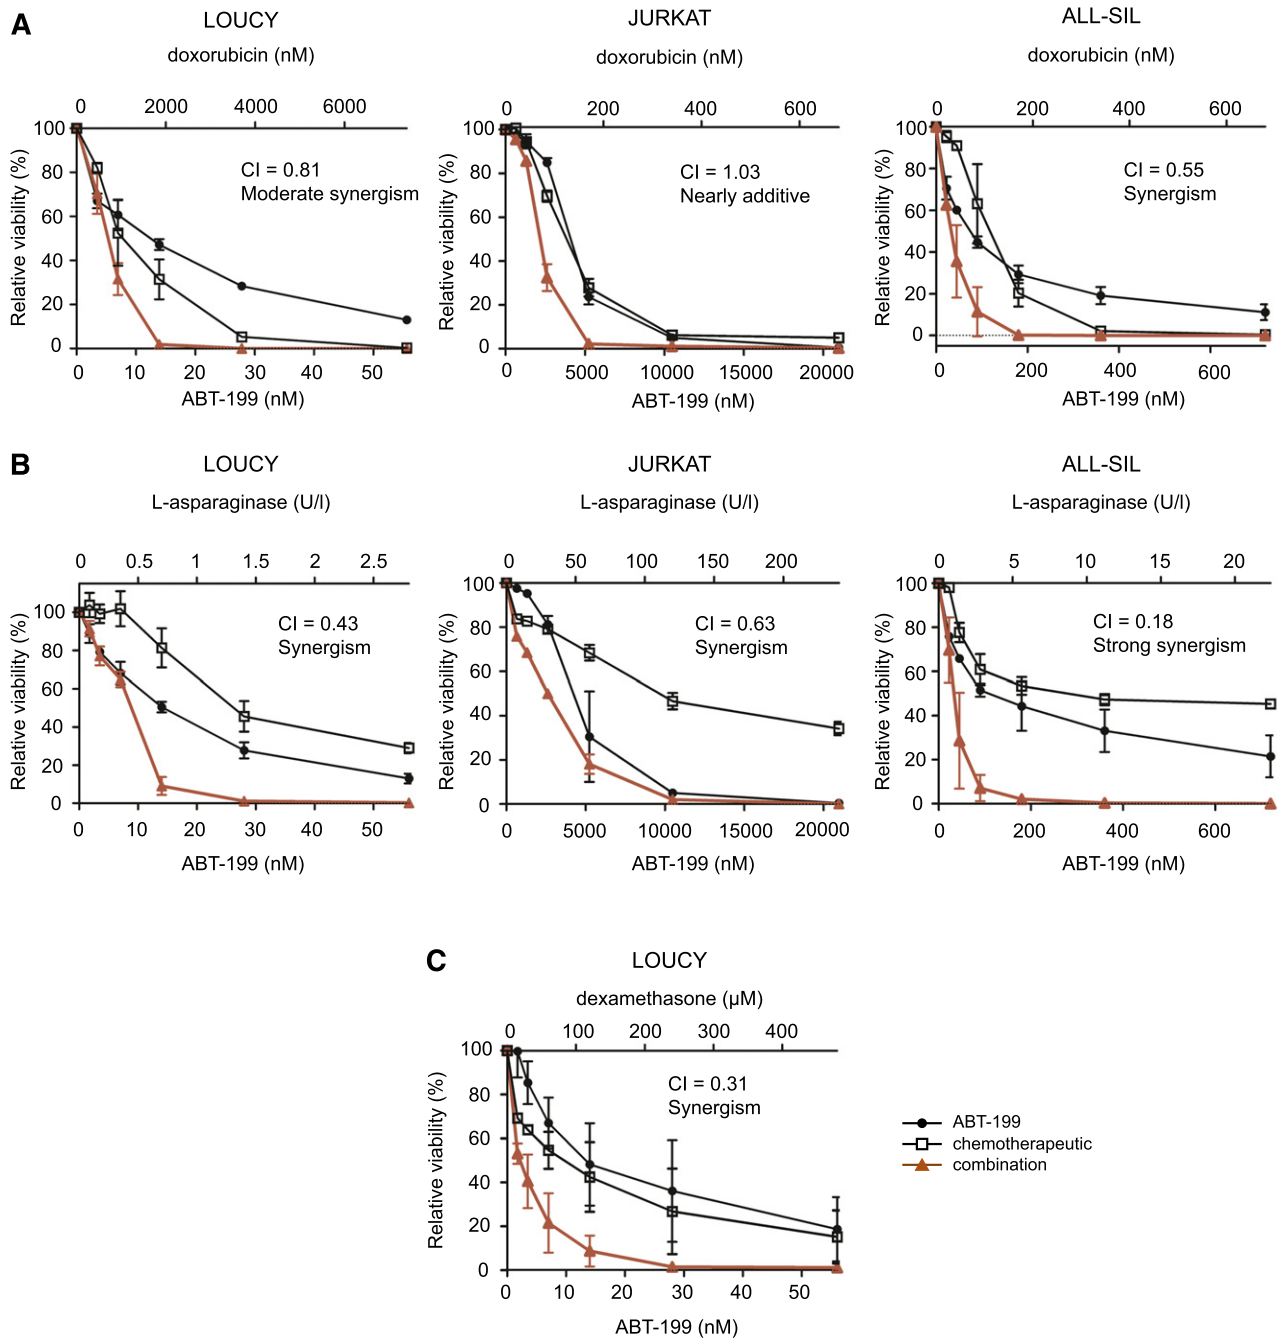 A
LOUCY
doxorubicin (nM)
0 2000 4000 6000
100
80
60
40
20
0
Relative viability (%)
CI = 0.81
Moderate synergism
0 10 20 30 40 50
ABT-199 (nM)
JURKAT
doxorubicin (nM)
0 200 400 600
100
80
60
40
20
0
Relative viability (%)
CI = 1.03
Nearly additive
0 5000 10000 15000 20000
ABT-199 (nM)
ALL-SIL
doxorubicin (nM)
0 200 400 600
100
80
60
40
20
0
Relative viability (%)
CI = 0.55
Synergism
0 200 400 600
ABT-199 (nM)
B
LOUCY
L-asparaginase (U/l)
0 0.5 1 1.5 2 2.5
100
80
60
40
20
0
Relative viability (%)
CI = 0.43
Synergism
0 10 20 30 40 50
ABT-199 (nM)
JURKAT
L-asparaginase (U/l)
0 50 100 150 200
100
80
60
40
20
0
Relative viability (%)
CI = 0.63
Synergism
0 5000 10000 15000 20000
ABT-199 (nM)
ALL-SIL
L-asparaginase (U/l)
0 5 10 15 20
100
80
60
40
20
0
Relative viability (%)
CI = 0.18
Strong synergism
0 200 400 600
ABT-199 (nM)
C
LOUCY
dexamethasone (µM)
0 100 200 300 400
100
80
60
40
20
0
Relative viability (%)
CI = 0.31
Synergism
0 10 20 30 40 50
ABT-199 (nM)
ABT-199
chemotherapeutic
combination